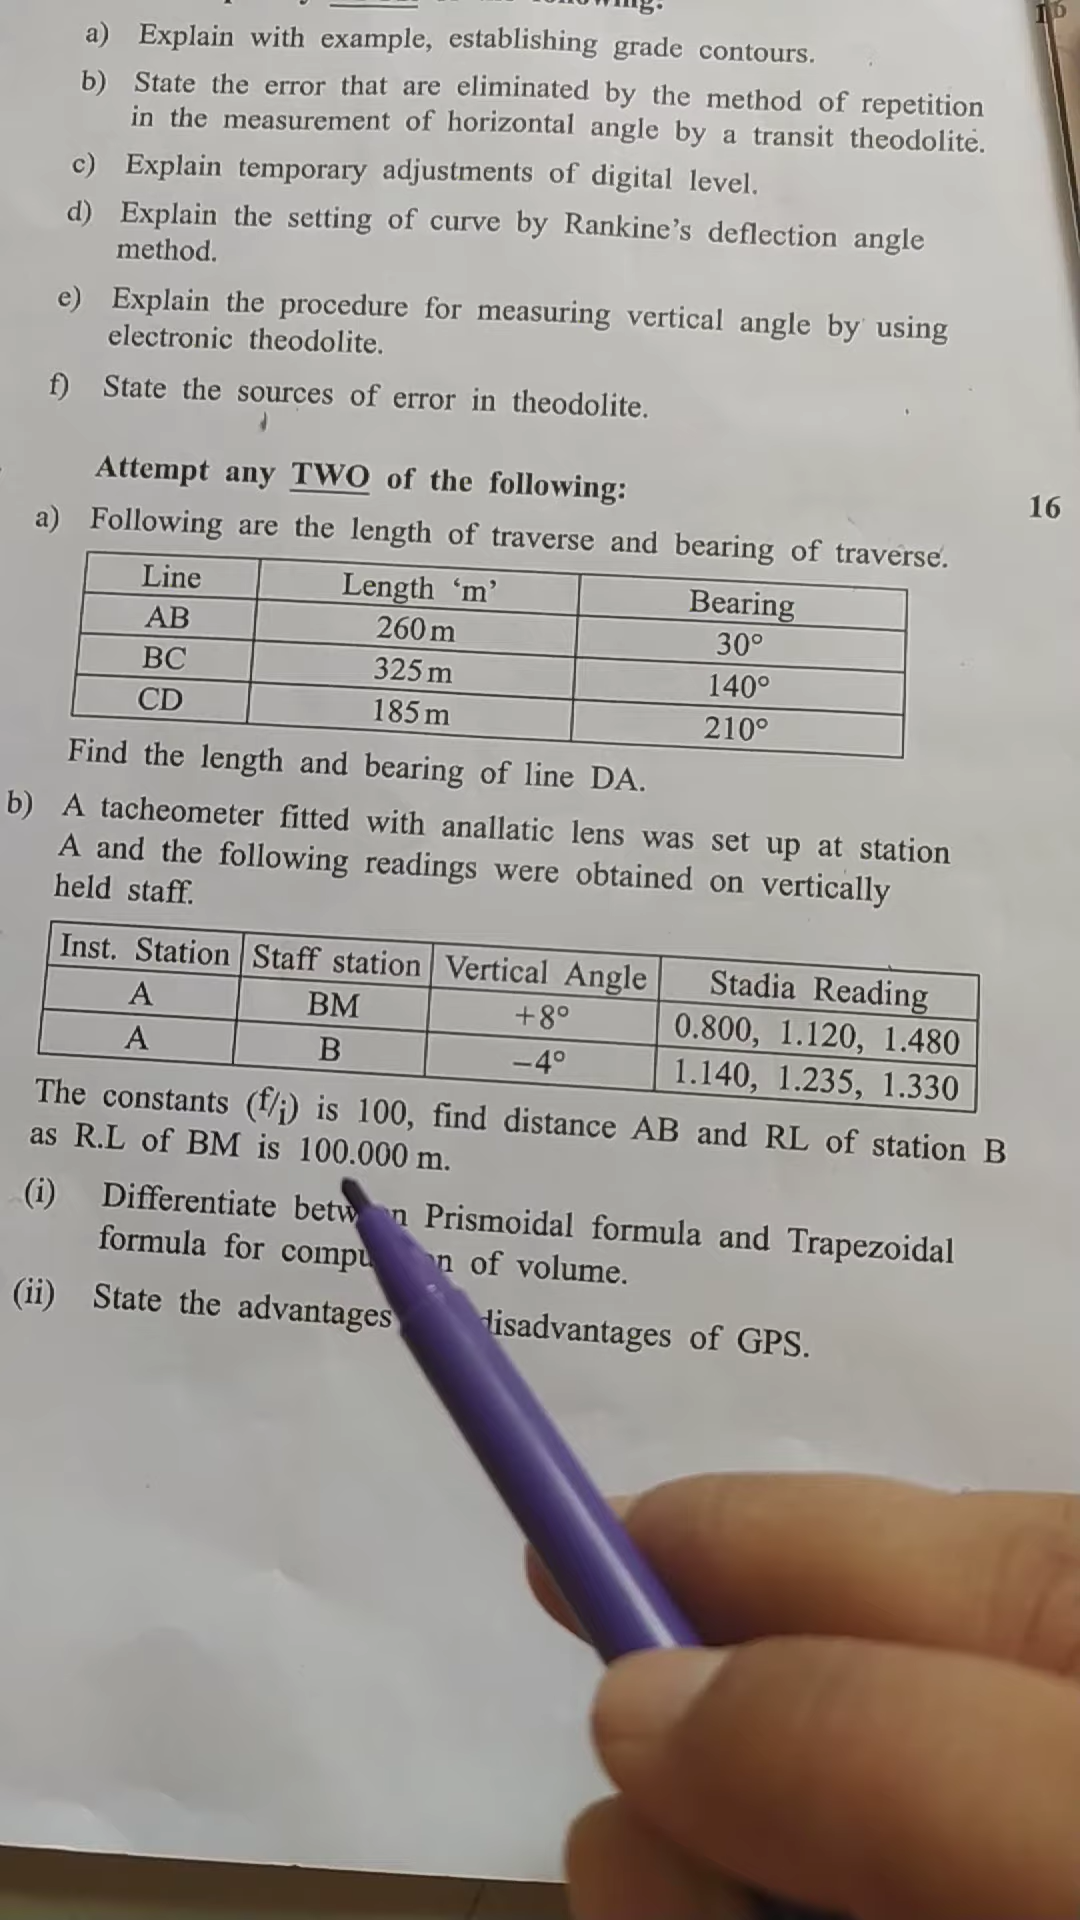 a) Explain with example, establishing grade contours.
b) State the error that are eliminated by the method of repetition
in the measurement of horizontal angle by a transit theodolite.
c) Explain temporary adjustments of digital level.
d) Explain the setting of curve by Rankine's deflection angle
method.
e) Explain the procedure for measuring vertical angle by using
electronic theodolite.
f) State the sources of error in theodolite.
Attempt any TWO of the following: 16
a) Following are the length of traverse and bearing of traverse.
Line Length 'm' Bearing
AB 260 m 30°
BC 325 m 140°
CD 185 m 210°
Find the length and bearing of line DA.
b) A tacheometer fitted with anallatic lens was set up at station
A and the following readings were obtained on vertically
held staff.
Inst. Station Staff station Vertical Angle Stadia Reading
A BM +8° 0.800, 1.120, 1.480
A B −4° 1.140, 1.235, 1.330
The constants (f/i) is 100, find distance AB and RL of station B
as R.L of BM is 100.000 m.
(i) Differentiate Prismoidal formula and Trapezoidal
formula for of volume.
(ii) State the advantages disadvantages of GPS.